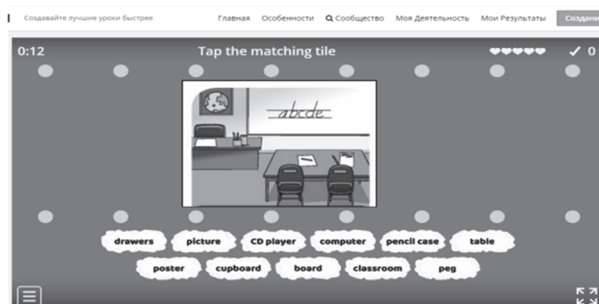 Создавайте лучшие уроки быстрее Главная Особенности Сообщество Моя Деятельность Мои Результаты Создани
0:12 Tap the matching tile ✓ 0
abcde
drawers picture CD player computer pencil case table
poster cupboard board classroom peg